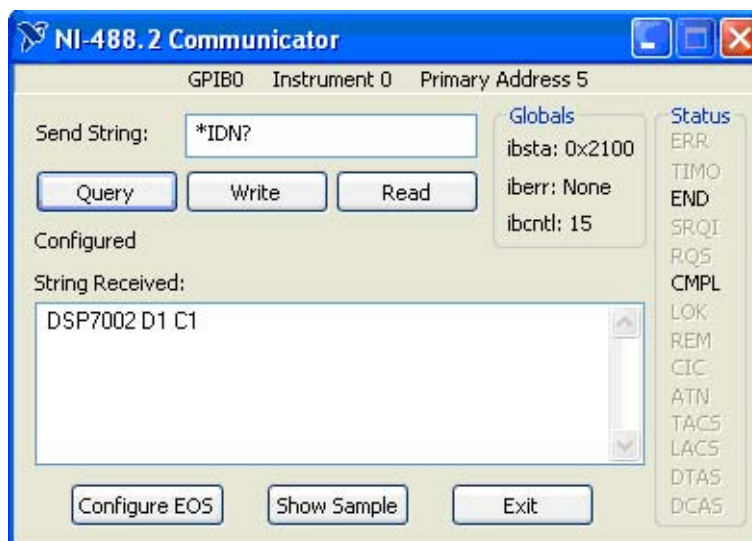 NI-488.2 Communicator
GPIB0 Instrument 0 Primary Address 5
Send String: *IDN?
Query Write Read
Configured
String Received:
DSP7002 D1 C1
Configure EOS Show Sample Exit
Globals
ibsta: 0x2100
iberr: None
ibcntl: 15
Status
ERR
TIMO
END
SRQI
RQS
CMPL
LOK
REM
CIC
ATN
TACS
LACS
DTAS
DCAS